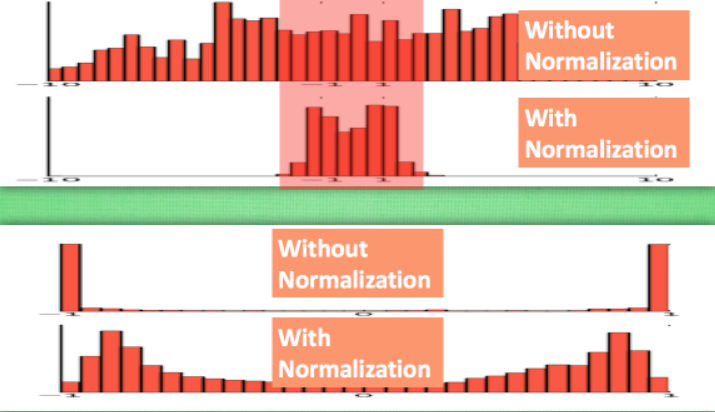 Without
Normalization
-10 -1 1 10
With
Normalization
-10 -1 1 10
Without
Normalization
-1 0 1
With
Normalization
-1 0 1